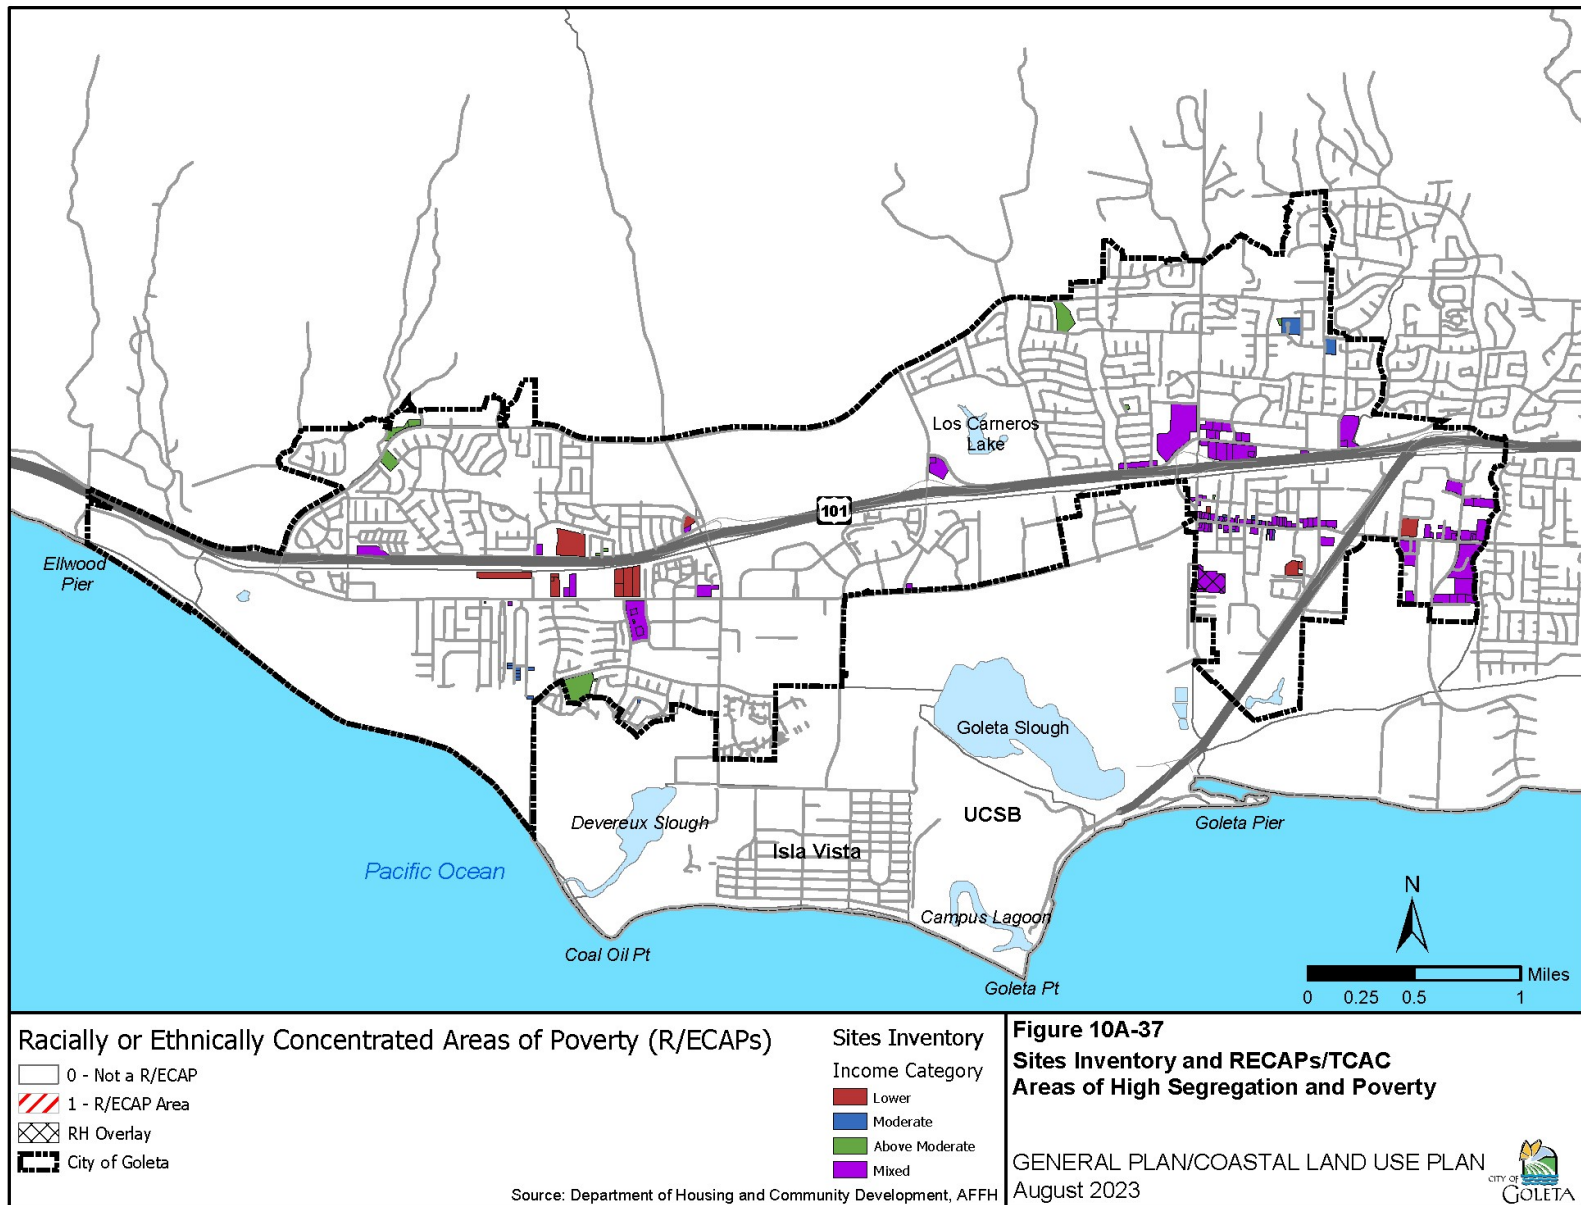 Los Carneros
Lake
101
Ellwood
Pier
Goleta Slough
UCSB
Devereux Slough
Isla Vista
Goleta Pier
Pacific Ocean
Campus Lagoon
Coal Oil Pt
Goleta Pt
N
Miles
0 0.25 0.5 1
Racially or Ethnically Concentrated Areas of Poverty (R/ECAPs)
0 - Not a R/ECAP
1 - R/ECAP Area
RH Overlay
City of Goleta
Sites Inventory
Income Category
Lower
Moderate
Above Moderate
Mixed
Source: Department of Housing and Community Development, AFFH
Figure 10A-37
Sites Inventory and RECAPs/TCAC
Areas of High Segregation and Poverty
GENERAL PLAN/COASTAL LAND USE PLAN
August 2023
CITY OF
GOLETA